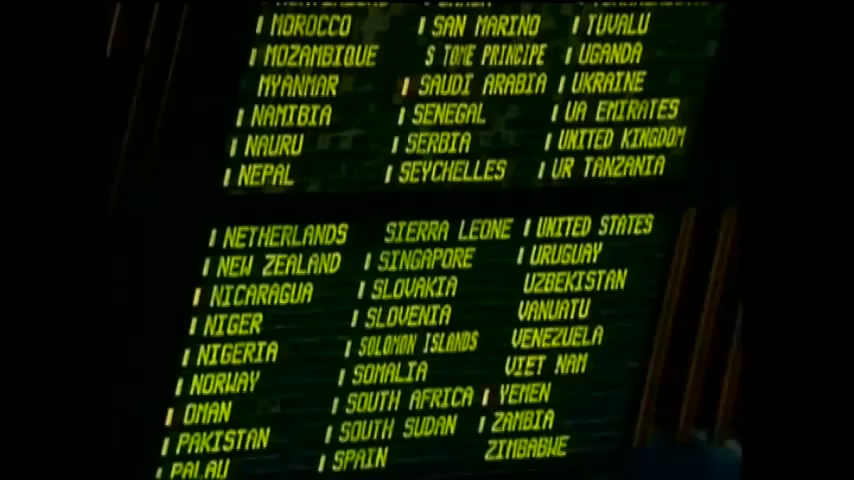 MOROCCO
MOZAMBIQUE
MYANMAR
NAMIBIA
NAURU
NEPAL
NETHERLANDS
NEW ZEALAND
NICARAGUA
NIGER
NIGERIA
NORWAY
OMAN
PAKISTAN
PALAU
SAN MARINO
S TOME PRINCIPE
SAUDI ARABIA
SENEGAL
SERBIA
SEYCHELLES
SIERRA LEONE
SINGAPORE
SLOVAKIA
SLOVENIA
SOLOMON ISLANDS
SOMALIA
SOUTH AFRICA
SOUTH SUDAN
SPAIN
TUVALU
UGANDA
UKRAINE
UA EMIRATES
UNITED KINGDOM
UR TANZANIA
UNITED STATES
URUGUAY
UZBEKISTAN
VANUATU
VENEZUELA
VIET NAM
YEMEN
ZAMBIA
ZIMBABWE